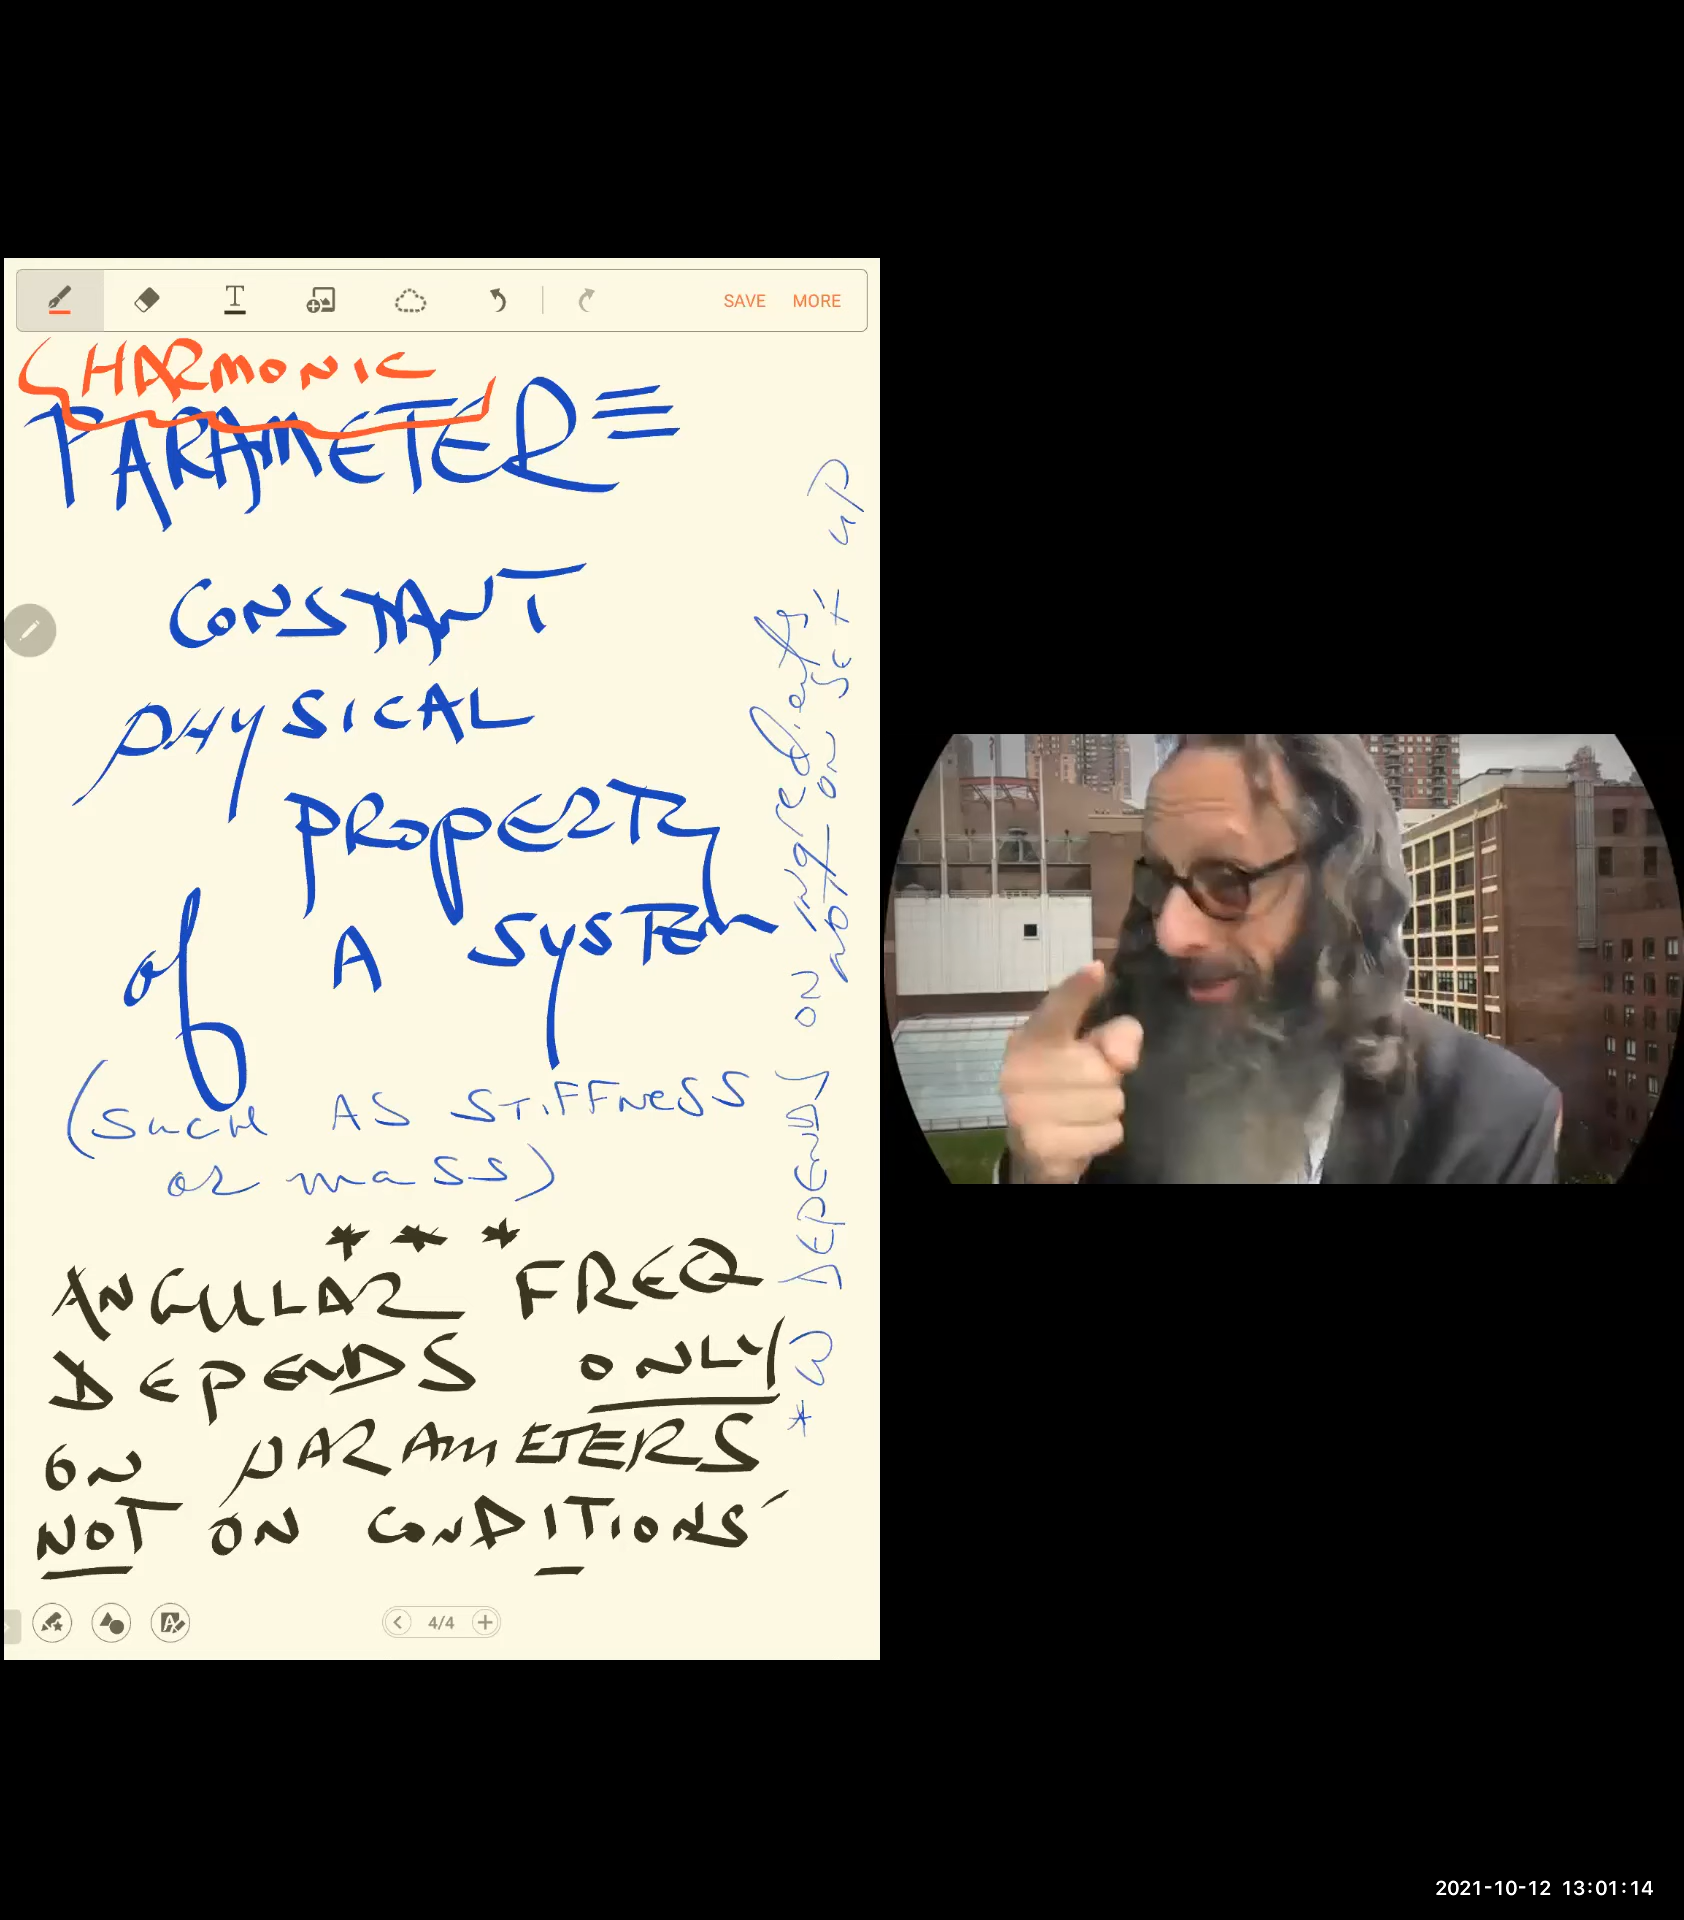 SAVE MORE
HARMONIC
PARAMETER ≡
CONSTANT
PHYSICAL
PROPERTY
of A SYSTEM
(SUCH AS STIFFNESS
or mass)
* * *
ANGULAR FREQ
DEPENDS ONLY
ON PARAMETERS
NOT ON CONDITIONS
* ω DEPENDS ON INgredients
NOT ON SET UP
4/4
2021-10-12 13:01:14